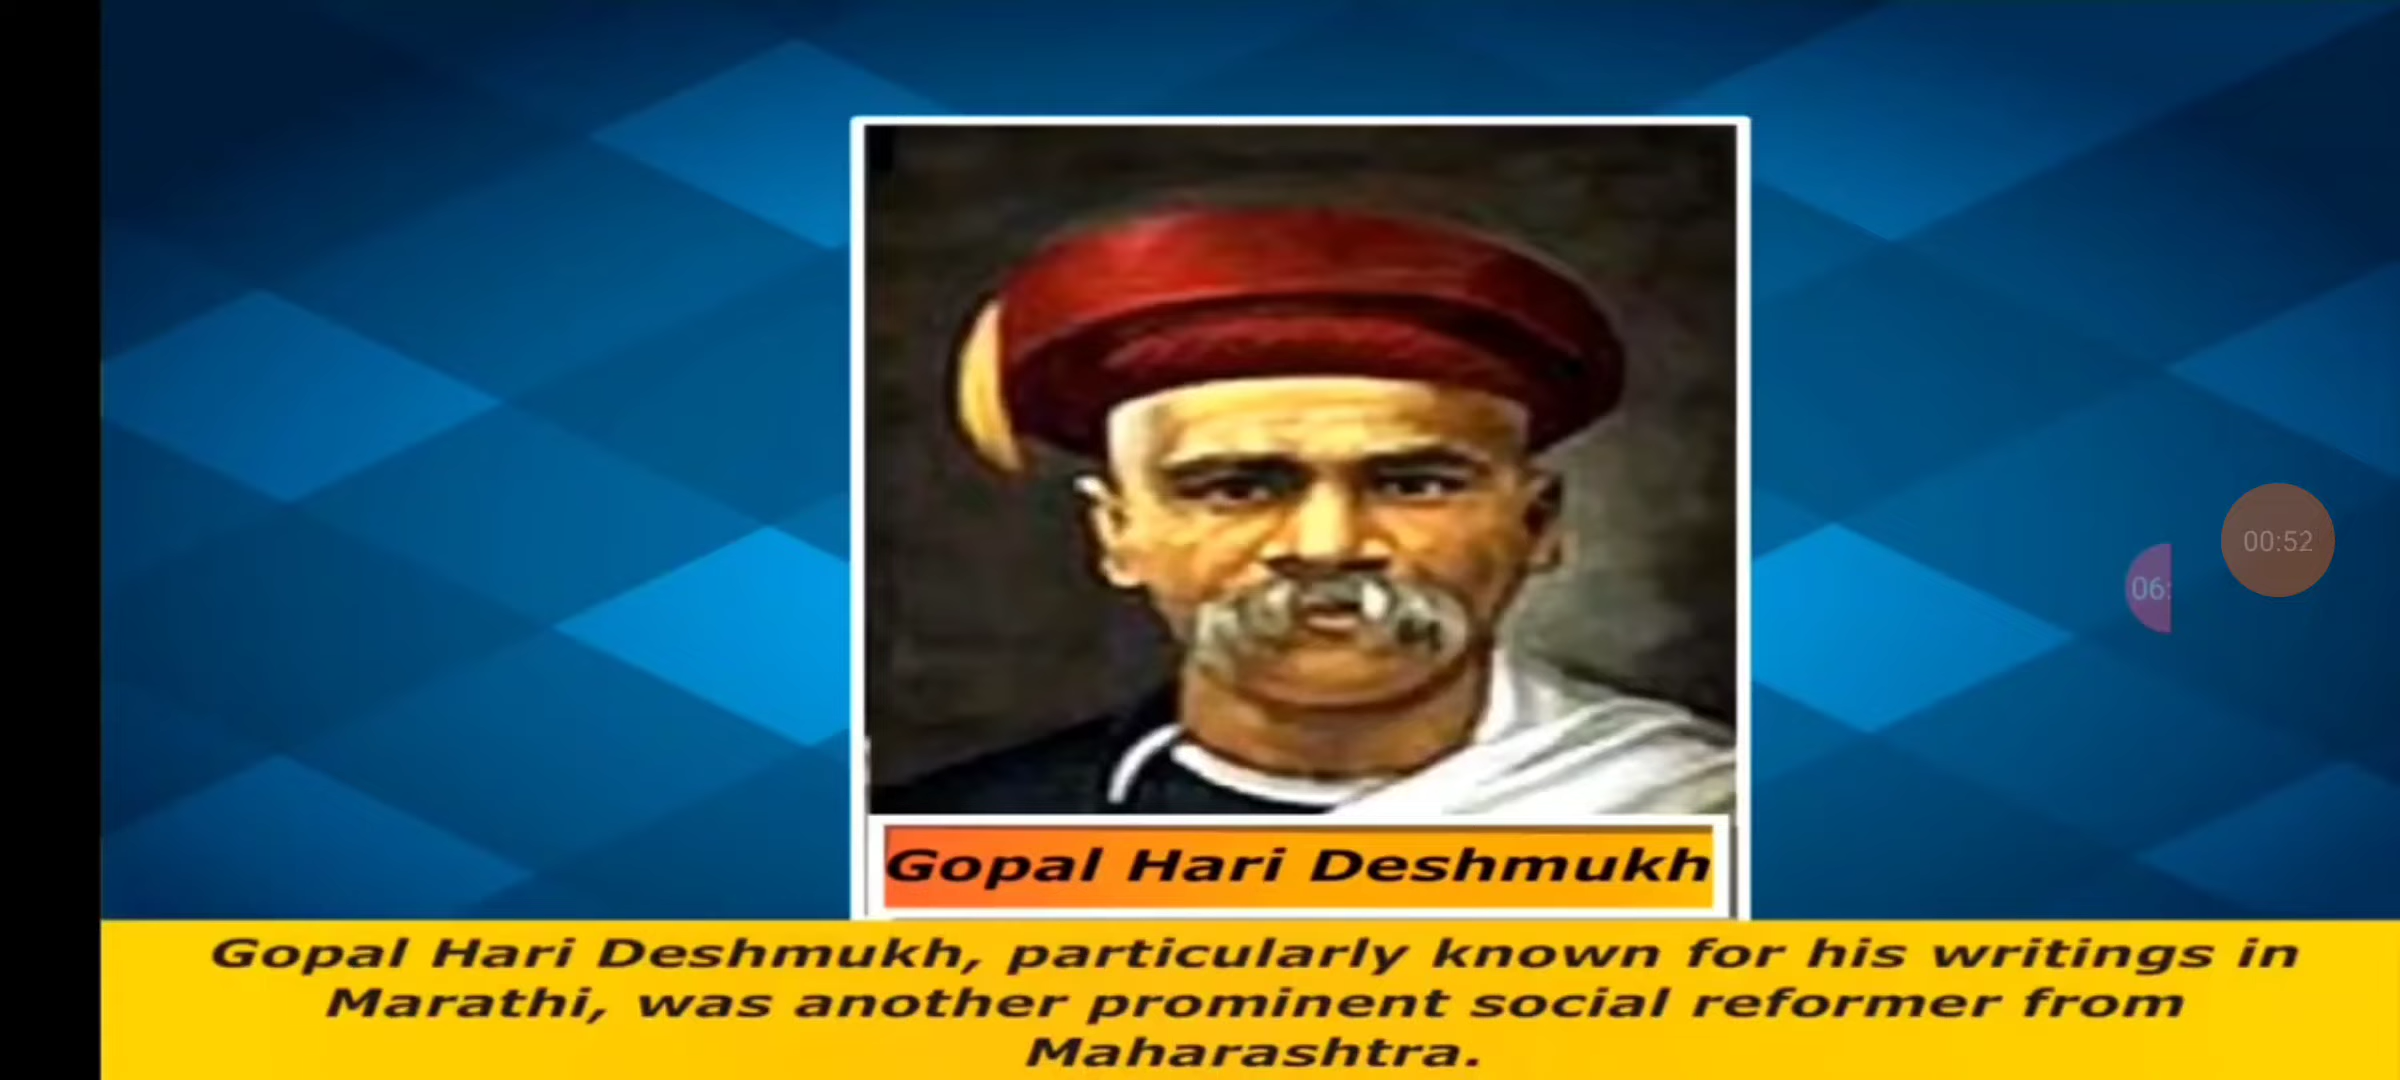 Gopal Hari Deshmukh
00:52
06:
Gopal Hari Deshmukh, particularly known for his writings in
Marathi, was another prominent social reformer from
Maharashtra.